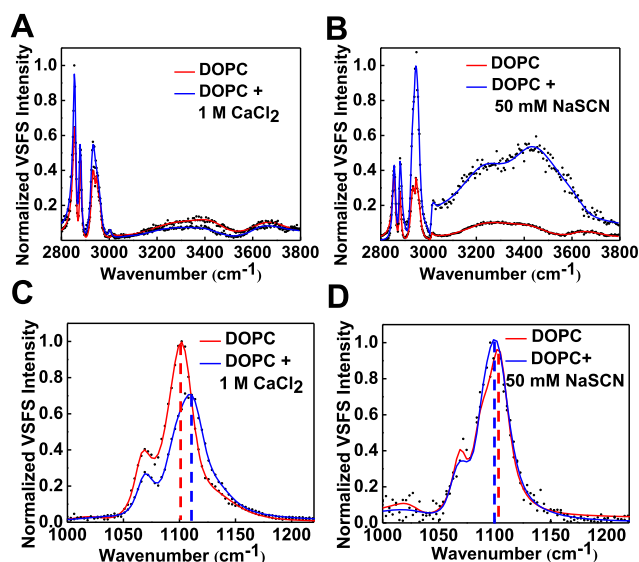 A
DOPC
DOPC +
1 M CaCl2
Normalized VSFS Intensity
1.0
0.8
0.6
0.4
0.2
2800 3000 3200 3400 3600 3800
Wavenumber (cm-1)
B
DOPC
DOPC +
50 mM NaSCN
Normalized VSFS Intensity
1.0
0.8
0.6
0.4
0.2
2800 3000 3200 3400 3600 3800
Wavenumber (cm-1)
C
DOPC
DOPC +
1 M CaCl2
Normalized VSFS Intensity
1.0
0.8
0.6
0.4
0.2
0.0
1000 1050 1100 1150 1200
Wavenumber (cm-1)
D
DOPC
DOPC+
50 mM NaSCN
Normalized VSFS Intensity
1.0
0.8
0.6
0.4
0.2
0.0
1000 1050 1100 1150 1200
Wavenumber (cm-1)